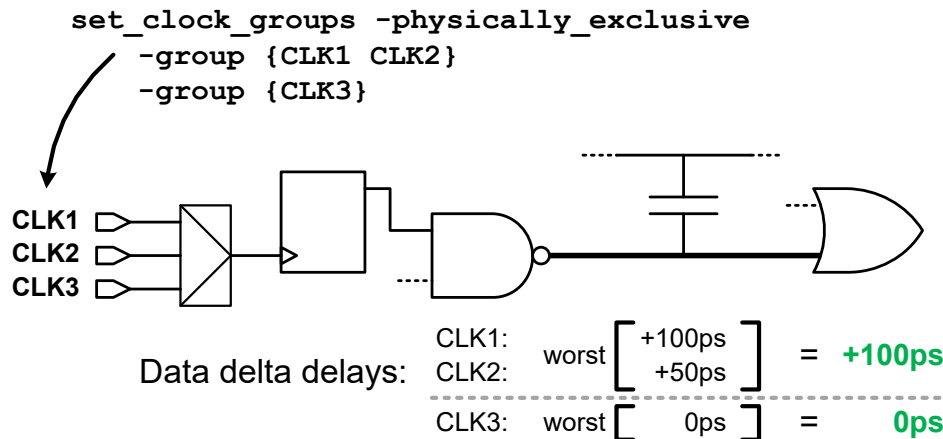 set_clock_groups -physically_exclusive
-group {CLK1 CLK2}
-group {CLK3}
CLK1
CLK2
CLK3
Data delta delays:
CLK1: worst [ +100ps ] = +100ps
CLK2: +50ps
CLK3: worst [ 0ps ] = 0ps